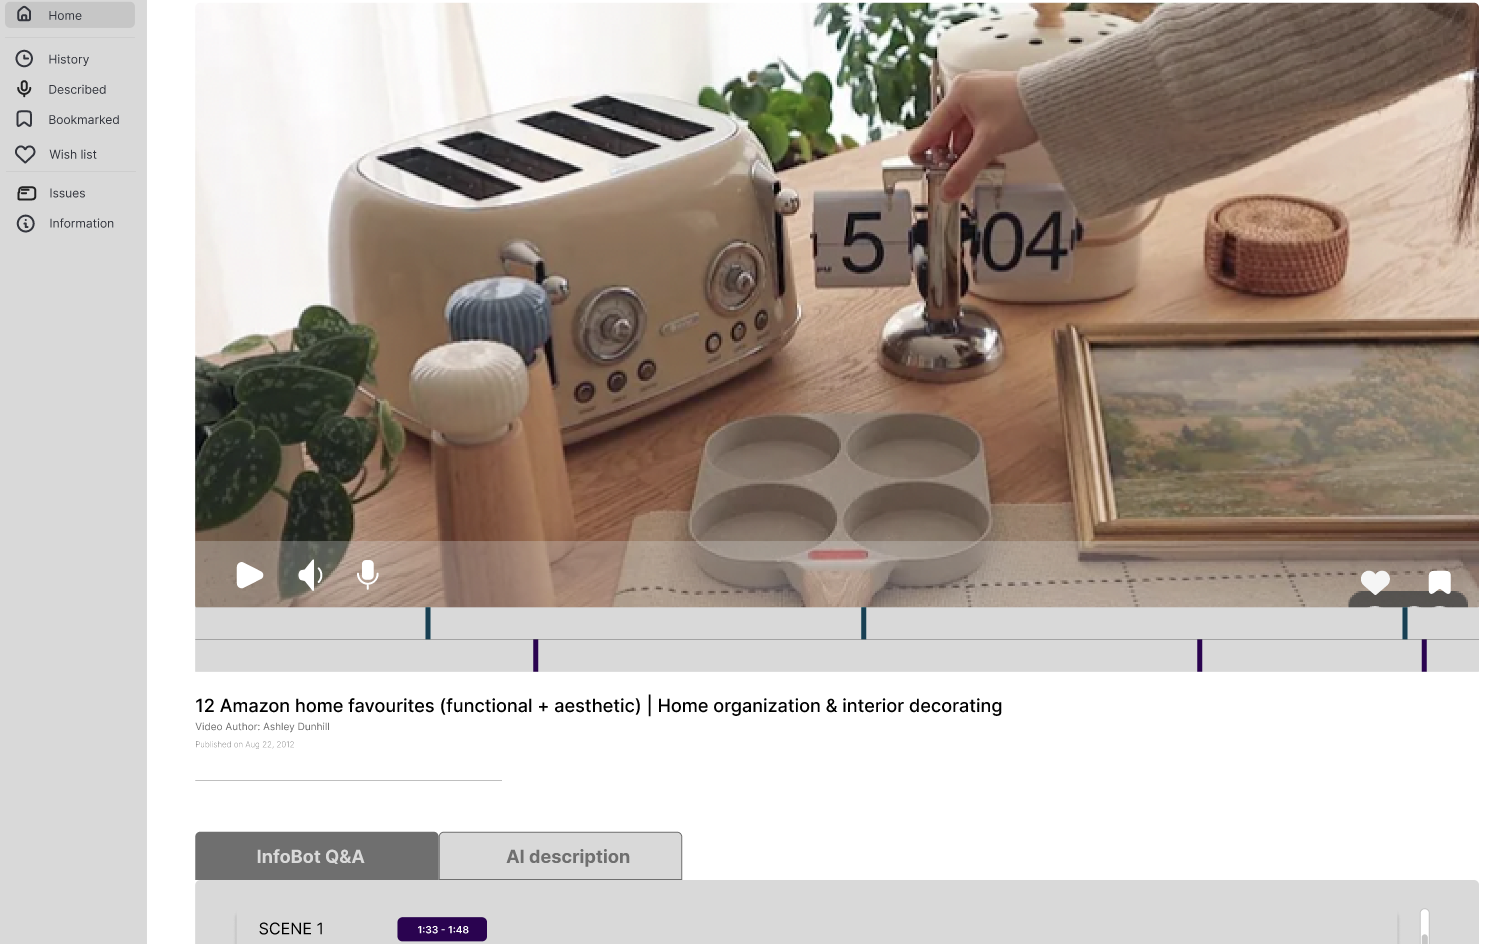 Home
History
Described
Bookmarked
Wish list
Issues
Information
PM 5 04
12 Amazon home favourites (functional + aesthetic) | Home organization & interior decorating
Video Author: Ashley Dunhill
Published on Aug 22, 2012
InfoBot Q&A
AI description
SCENE 1
1:33 - 1:48